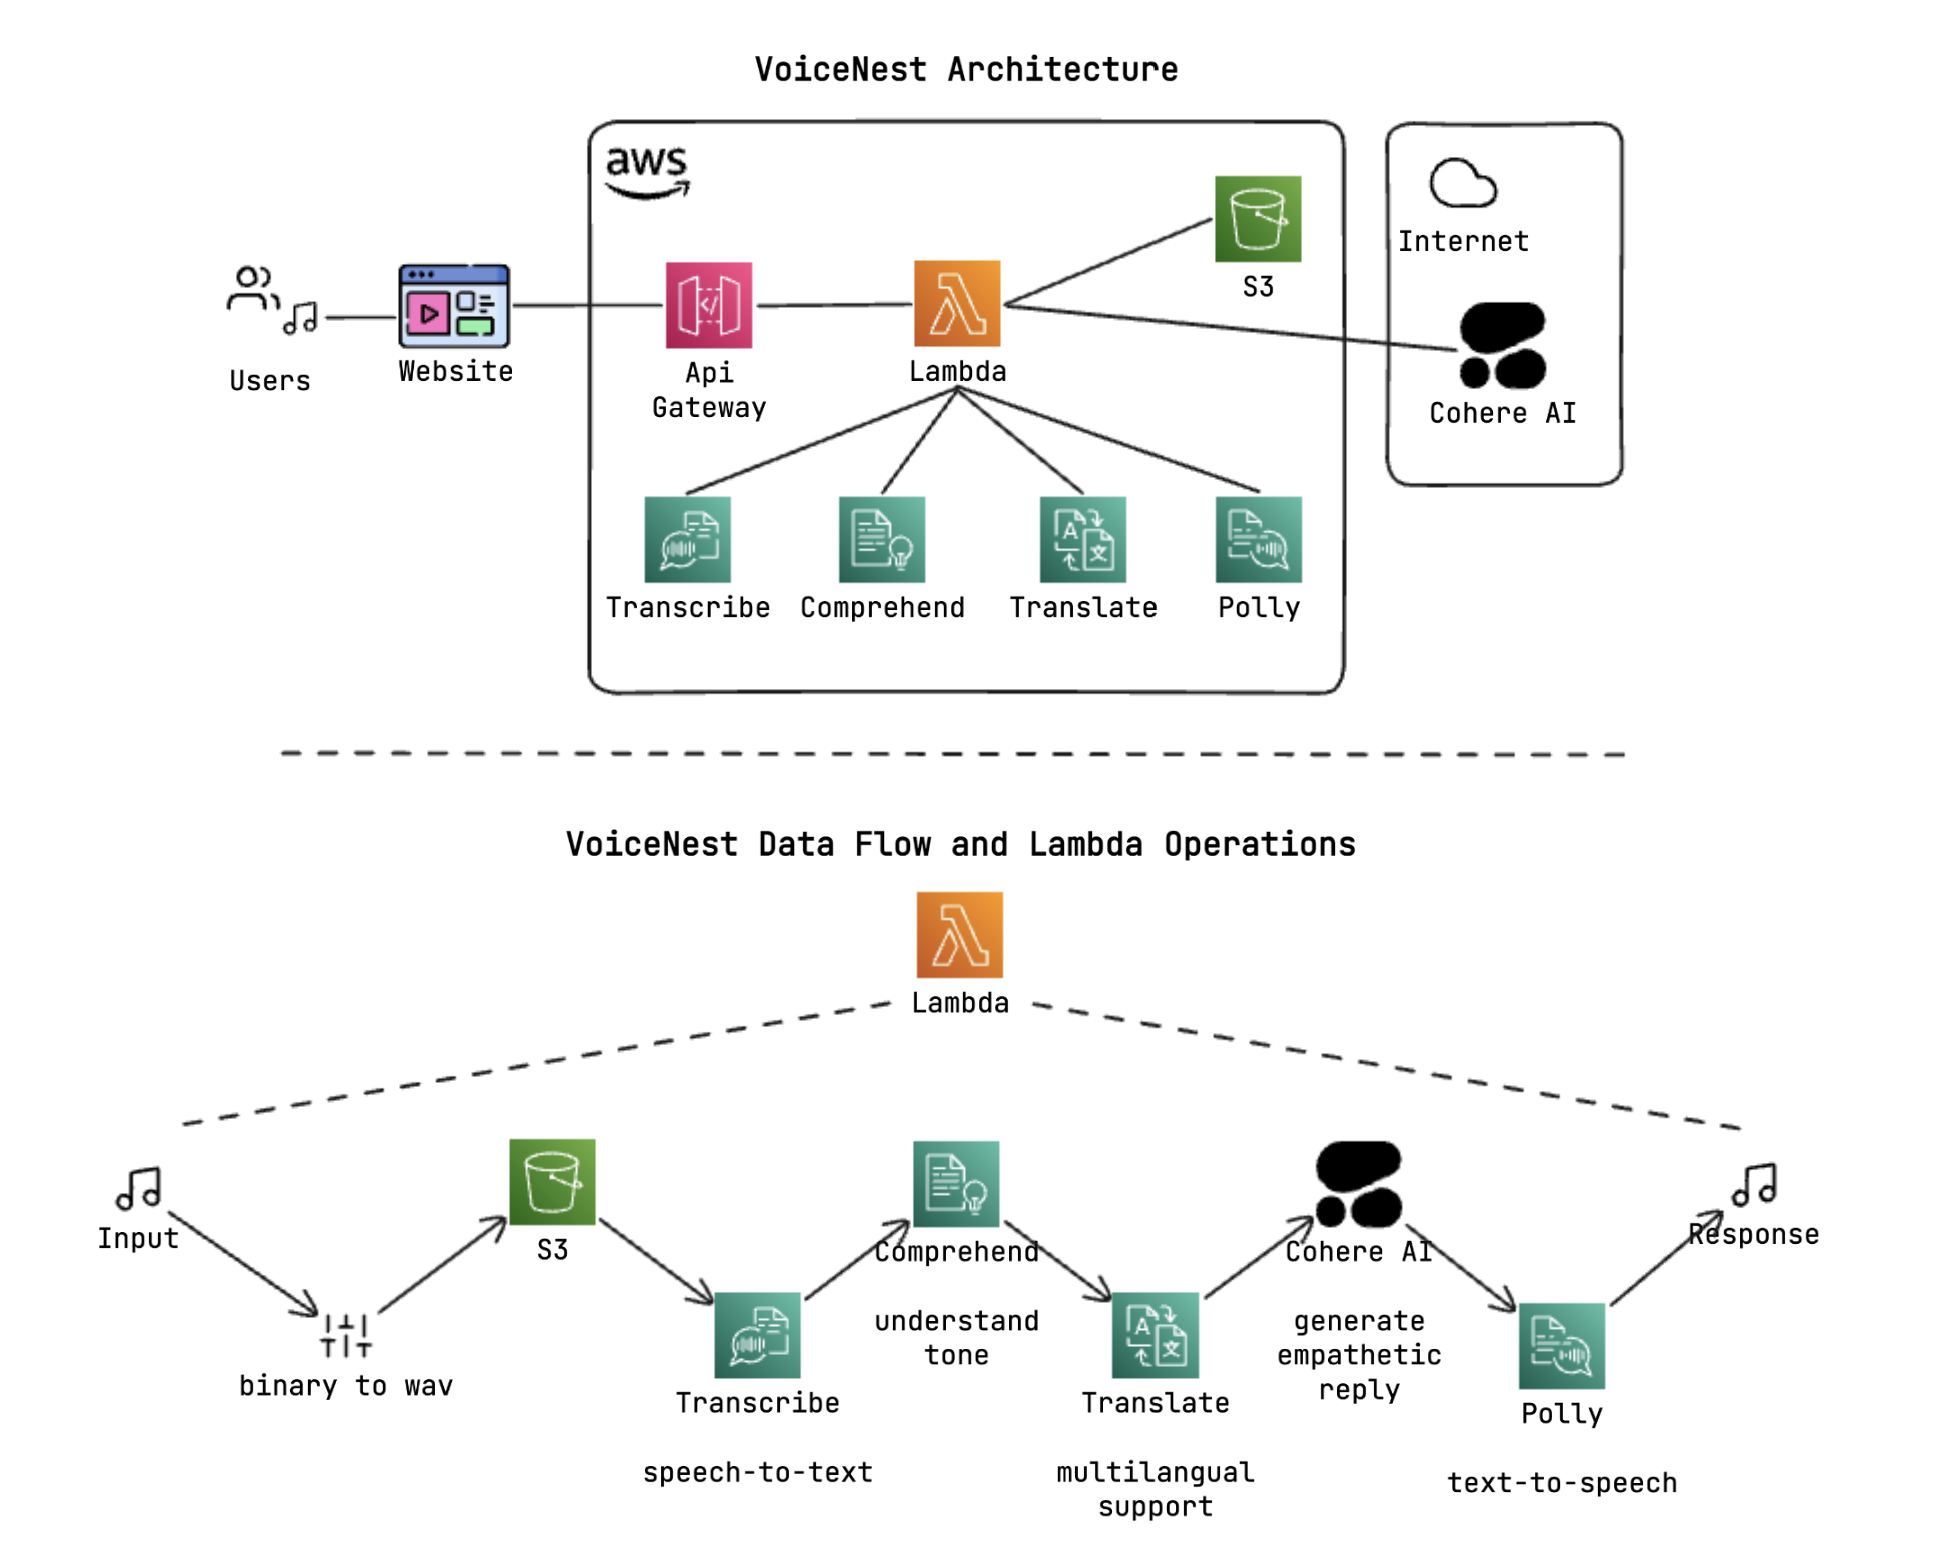 VoiceNest Architecture
aws
Internet
S3
Users
Website
Api
Gateway
Lambda
Cohere AI
Transcribe
Comprehend
Translate
Polly
VoiceNest Data Flow and Lambda Operations
Lambda
Input
S3
Comprehend
Cohere AI
Response
understand
tone
generate
empathetic
reply
binary to wav
Transcribe
Translate
Polly
speech-to-text
multilangual
support
text-to-speech